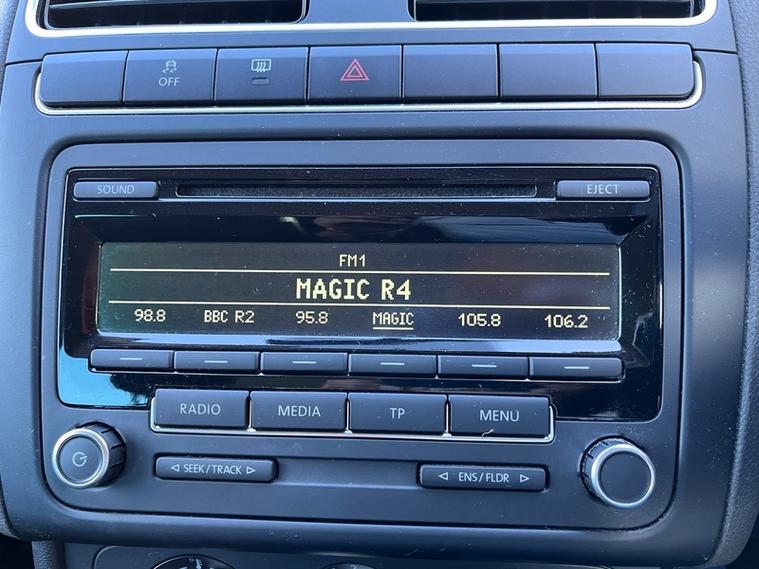 OFF
SOUND EJECT
FM1
MAGIC R4
98.8 BBC R2 95.8 MAGIC 105.8 106.2
RADIO MEDIA TP MENU
SEEK/TRACK ENS/FLDR